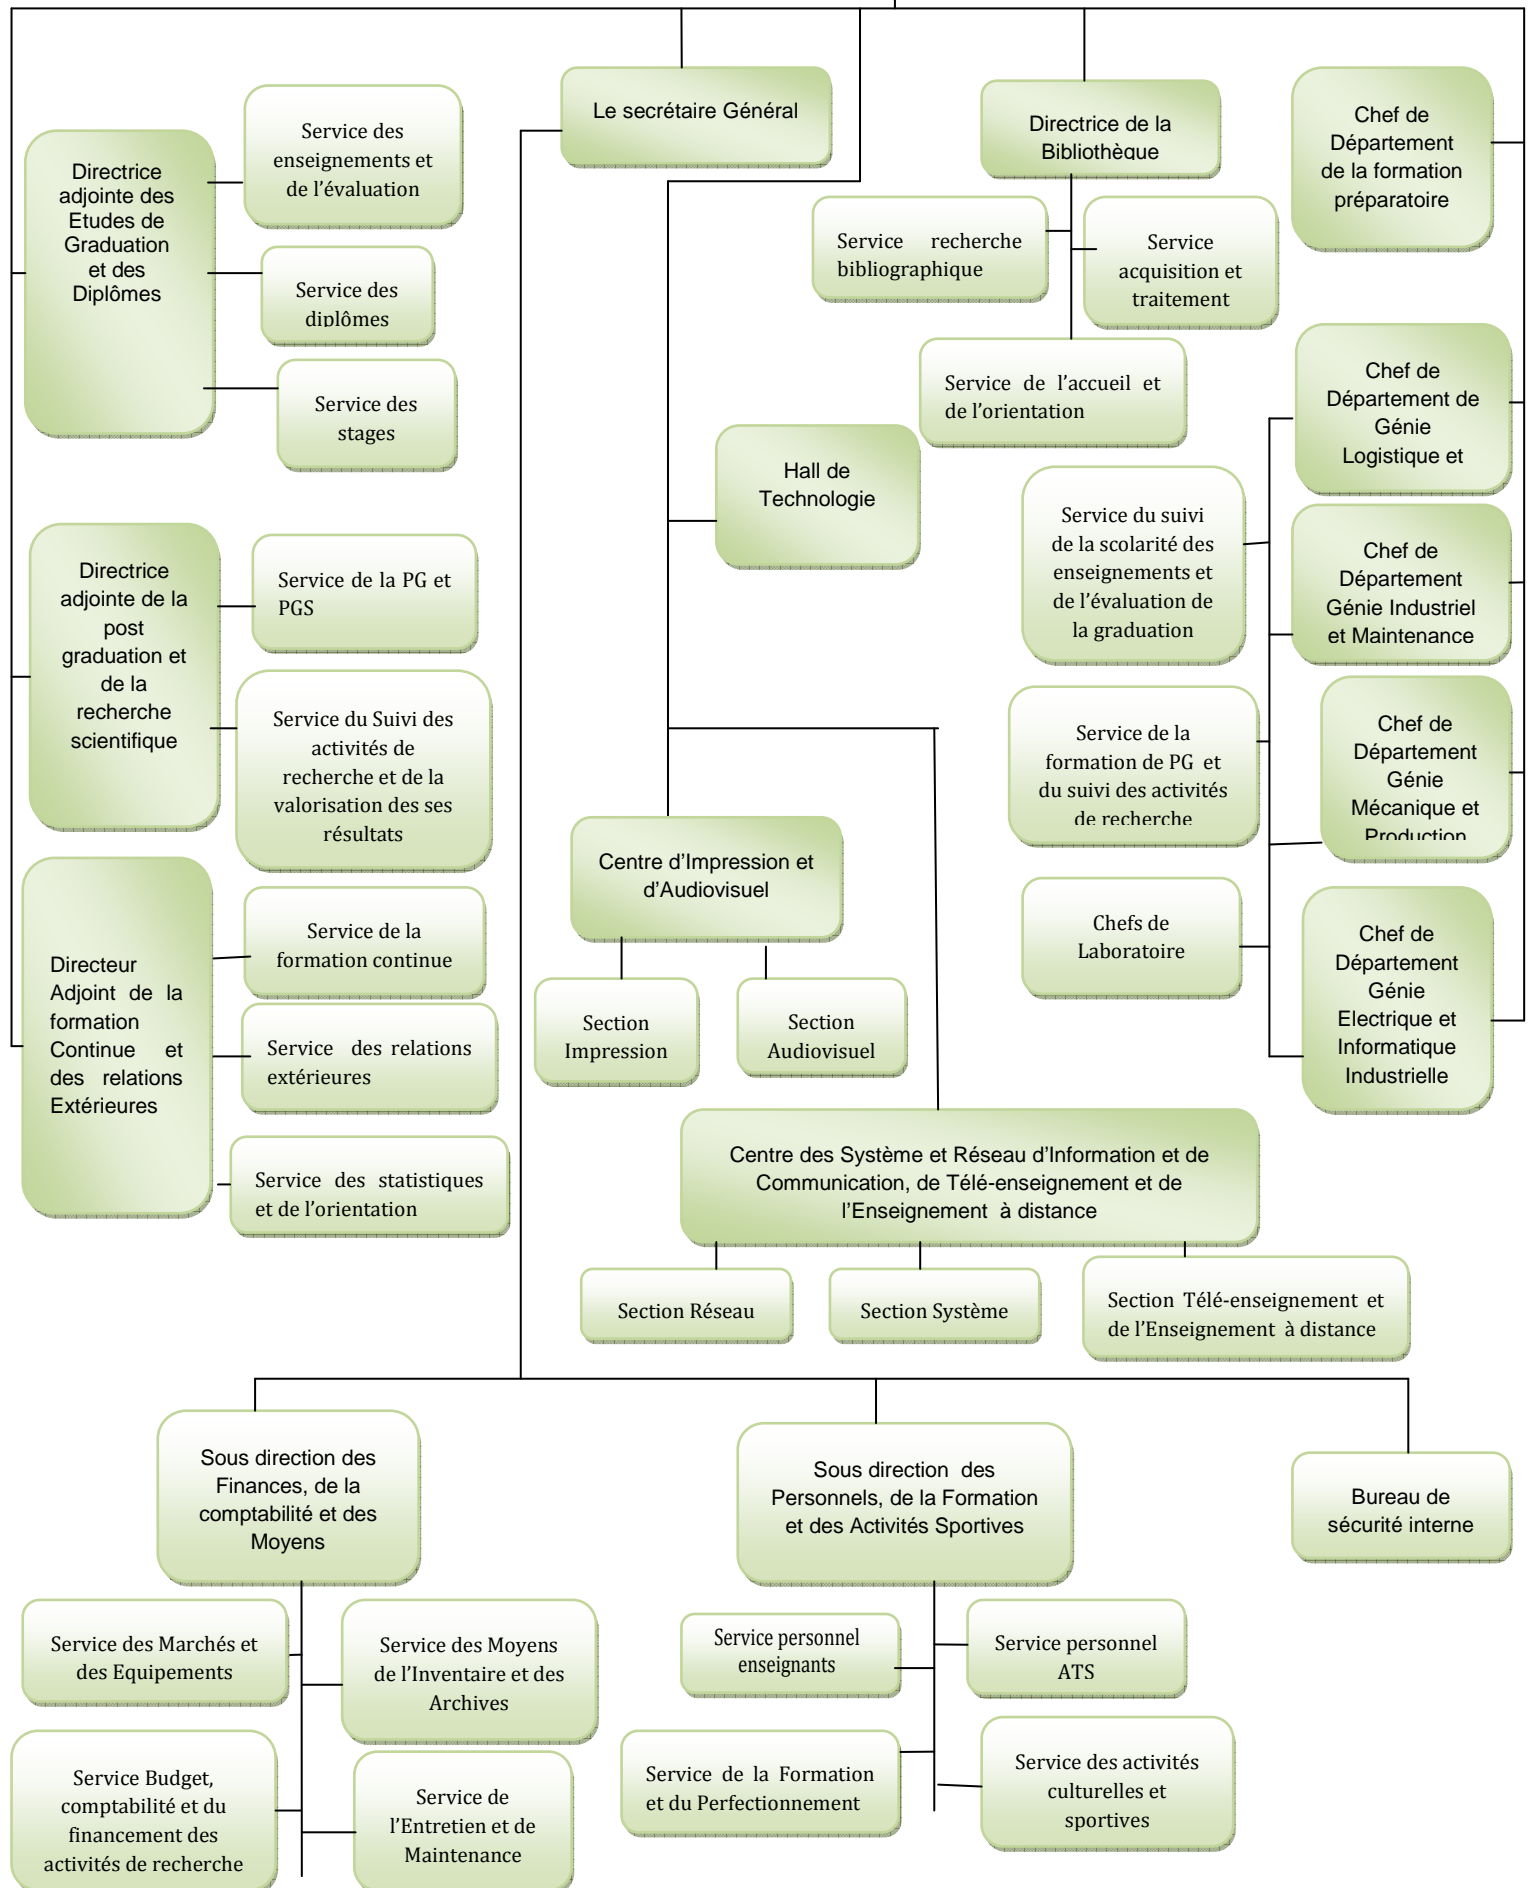 Le secrétaire Général
Directrice de la
Bibliothèque
Chef de
Département
de la formation
préparatoire
Directrice
adjointe des
Etudes de
Graduation
et des
Diplômes
Service des
enseignements et
de l'évaluation
Service des
diplômes
Service des
stages
Service recherche
bibliographique
Service
acquisition et
traitement
Service de l'accueil et
de l'orientation
Hall de
Technologie
Chef de
Département de
Génie
Logistique et
Service du suivi
de la scolarité des
enseignements et
de l'évaluation de
la graduation
Chef de
Département
Génie Industriel
et Maintenance
Directrice
adjointe de la
post
graduation et
de la
recherche
scientifique
Service de la PG et
PGS
Service du Suivi des
activités de
recherche et de la
valorisation des ses
résultats
Service de la
formation de PG et
du suivi des activités
de recherche
Chef de
Département
Génie
Mécanique et
Production
Centre d'Impression et
d'Audiovisuel
Chefs de
Laboratoire
Chef de
Département
Génie
Electrique et
Informatique
Industrielle
Directeur
Adjoint de la
formation
Continue et
des relations
Extérieures
Service de la
formation continue
Service des relations
extérieures
Service des statistiques
et de l'orientation
Section
Impression
Section
Audiovisuel
Centre des Système et Réseau d'Information et de
Communication, de Télé-enseignement et de
l'Enseignement à distance
Section Réseau
Section Système
Section Télé-enseignement et
de l'Enseignement à distance
Sous direction des
Finances, de la
comptabilité et des
Moyens
Sous direction des
Personnels, de la Formation
et des Activités Sportives
Bureau de
sécurité interne
Service des Marchés et
des Equipements
Service des Moyens
de l'Inventaire et des
Archives
Service personnel
enseignants
Service personnel
ATS
Service Budget,
comptabilité et du
financement des
activités de recherche
Service de
l'Entretien et de
Maintenance
Service de la Formation
et du Perfectionnement
Service des activités
culturelles et
sportives